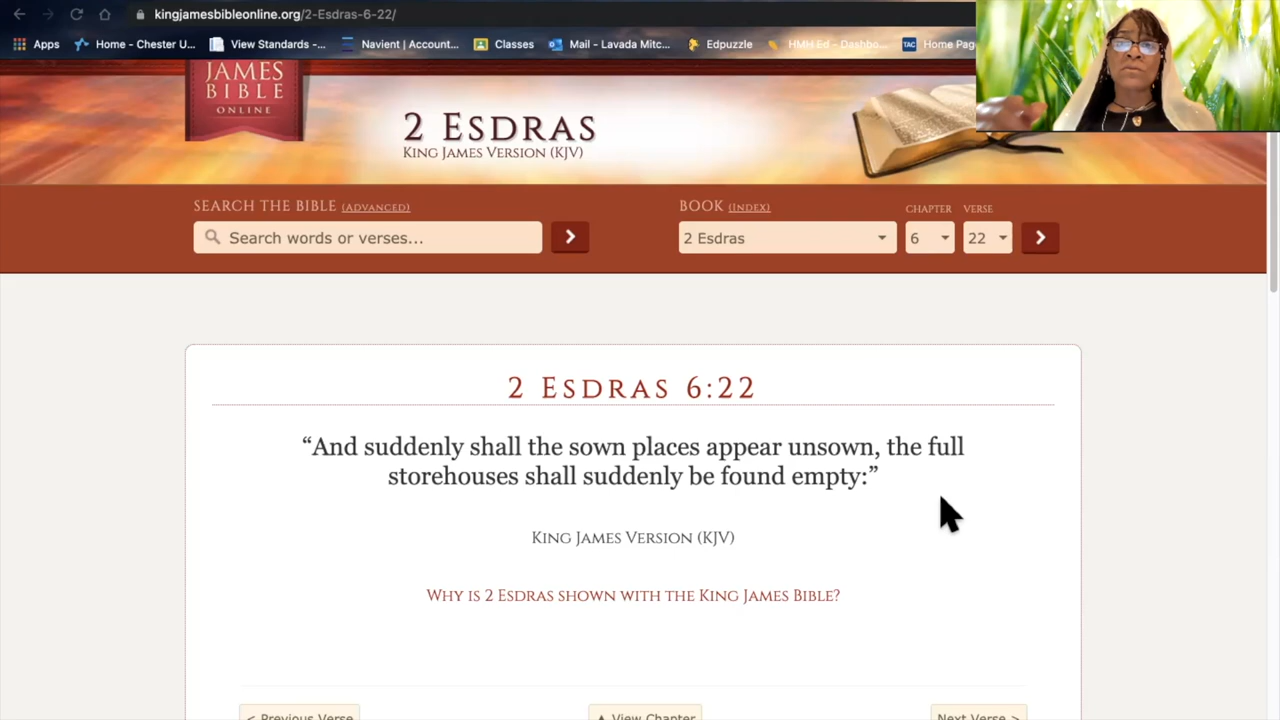 kingjamesbibleonline.org/2-Esdras-6-22/
Apps Home - Chester U... View Standards -... Navient | Account... Classes Mail - Lavada Mitc... Edpuzzle HMH Ed - Dashbo... TAC Home Pag
JAMES
BIBLE
ONLINE
2 ESDRAS
KING JAMES VERSION (KJV)
SEARCH THE BIBLE (ADVANCED)
Search words or verses...
BOOK (INDEX) CHAPTER VERSE
2 Esdras 6 22
2 ESDRAS 6:22
“And suddenly shall the sown places appear unsown, the full
storehouses shall suddenly be found empty:”
KING JAMES VERSION (KJV)
WHY IS 2 ESDRAS SHOWN WITH THE KING JAMES BIBLE?
< Previous Verse View Chapter Next Verse >